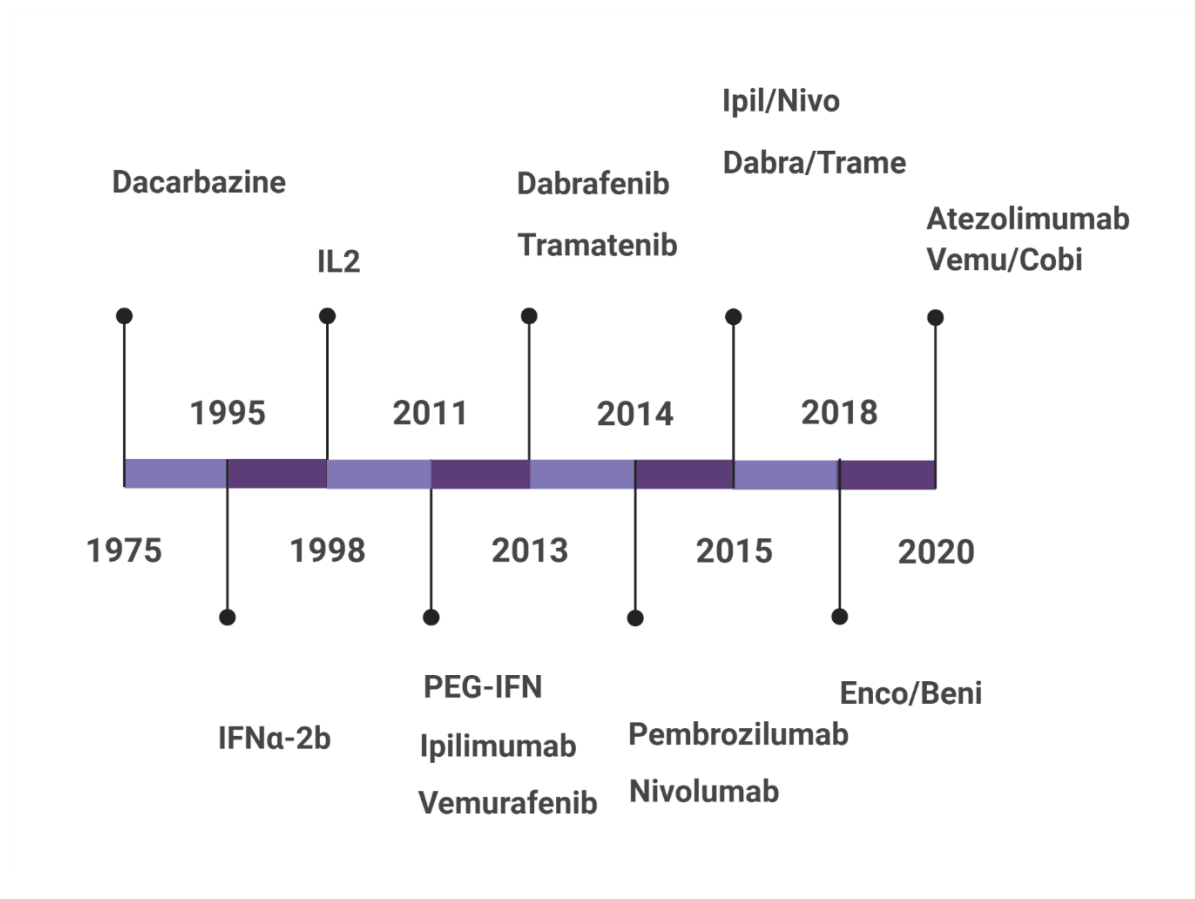 Ipil/Nivo
Dabra/Trame
Dacarbazine
Dabrafenib
Atezolimumab
Tramatenib
IL2
Vemu/Cobi
1995
2011
2014
2018
1975
1998
2013
2015
2020
PEG-IFN
Enco/Beni
IFNα-2b
Ipilimumab
Pembrozilumab
Vemurafenib
Nivolumab